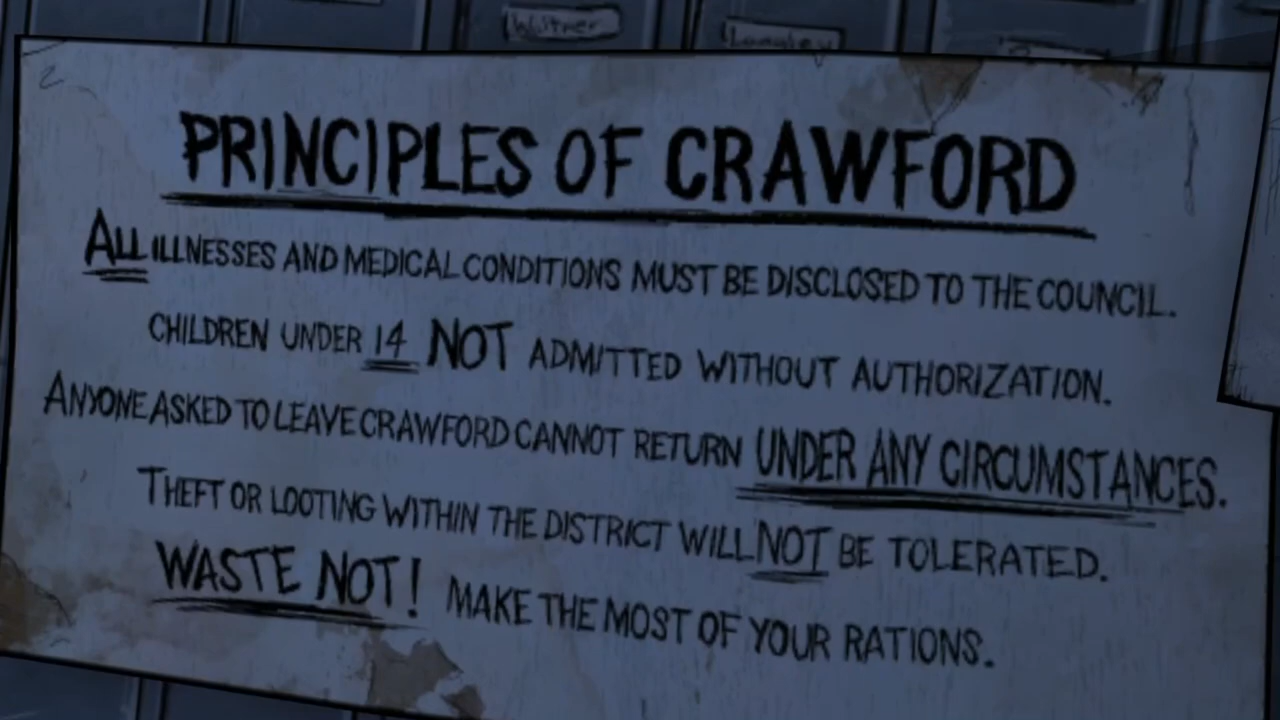 Whitner
Langley
PRINCIPLES OF CRAWFORD
ALL ILLNESSES AND MEDICAL CONDITIONS MUST BE DISCLOSED TO THE COUNCIL.
CHILDREN UNDER 14 NOT ADMITTED WITHOUT AUTHORIZATION.
ANYONE ASKED TO LEAVE CRAWFORD CANNOT RETURN UNDER ANY CIRCUMSTANCES.
THEFT OR LOOTING WITHIN THE DISTRICT WILL NOT BE TOLERATED.
WASTE NOT! MAKE THE MOST OF YOUR RATIONS.